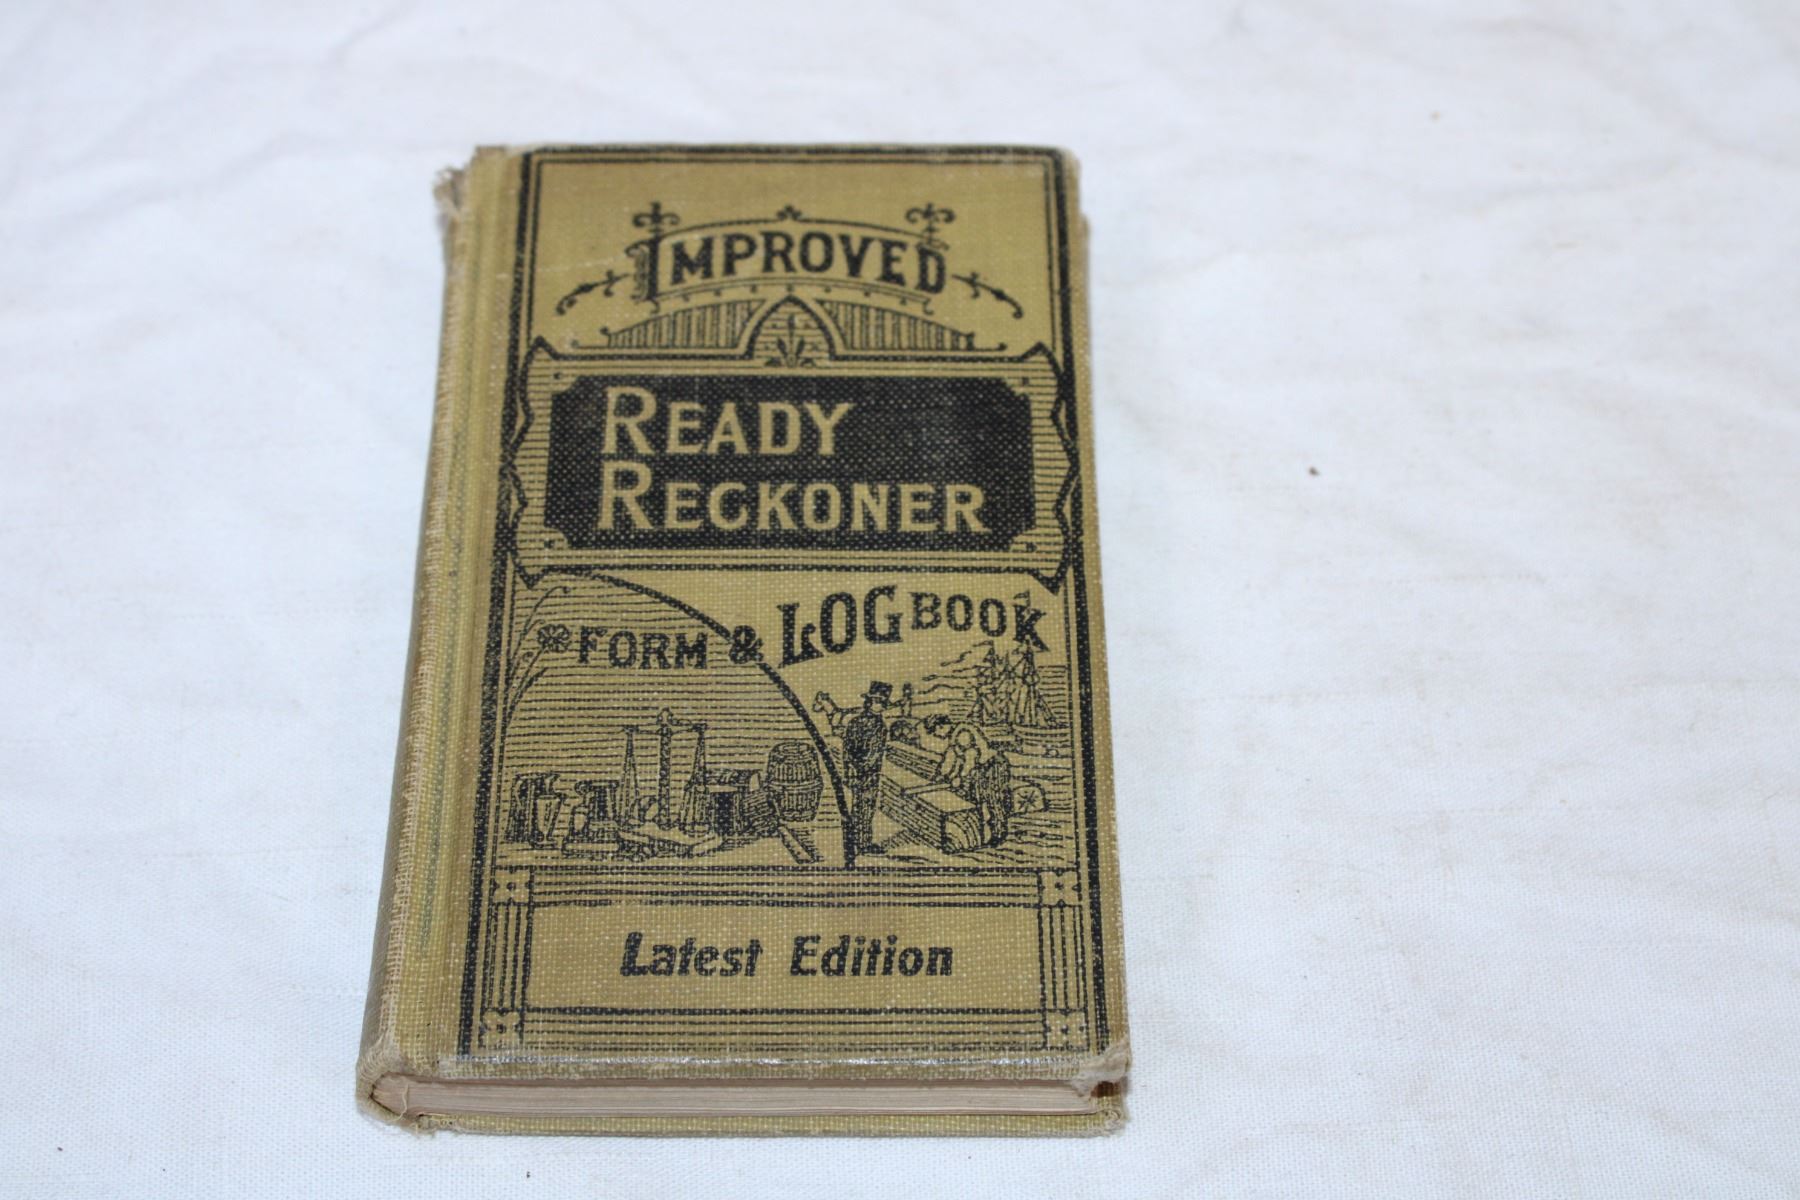 IMPROVED
READY
RECKONER
FORM & LOG BOOK
Latest Edition